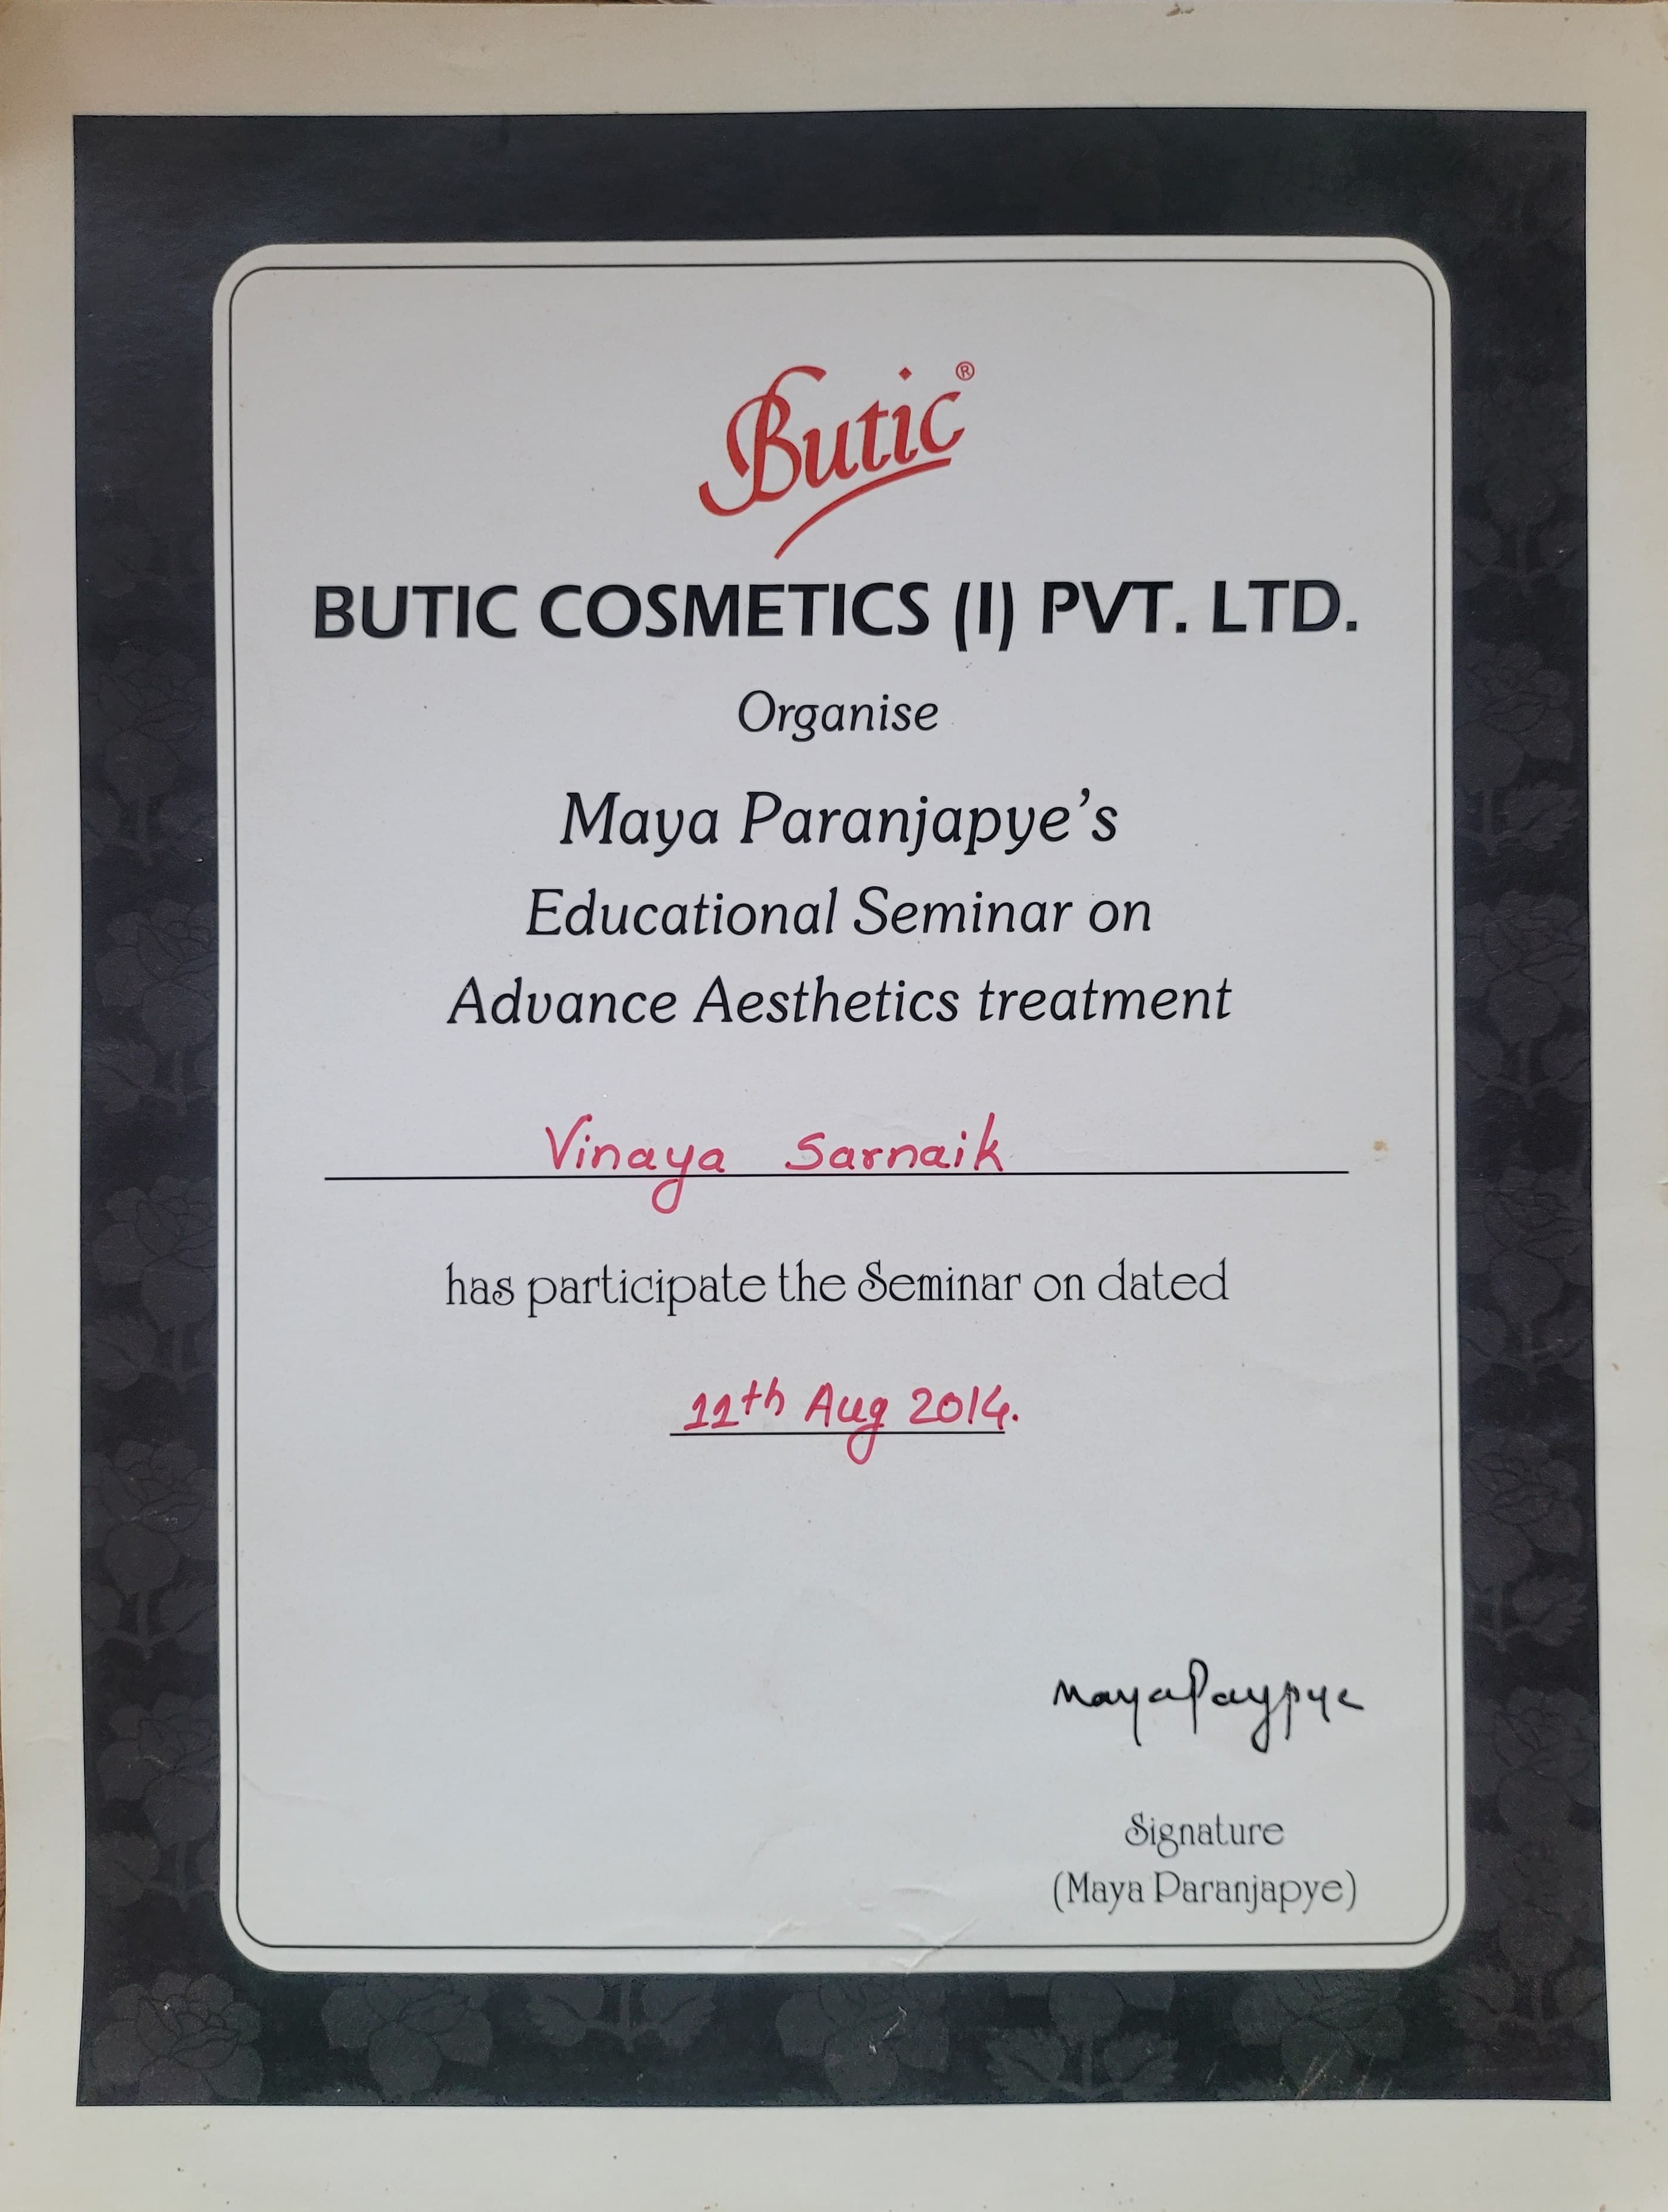 Butic®
BUTIC COSMETICS (I) PVT. LTD.
Organise
Maya Paranjapye's
Educational Seminar on
Advance Aesthetics treatment
Vinaya Sarnaik
has participate the Seminar on dated
11th Aug 2014.
Signature
(Maya Paranjapye)